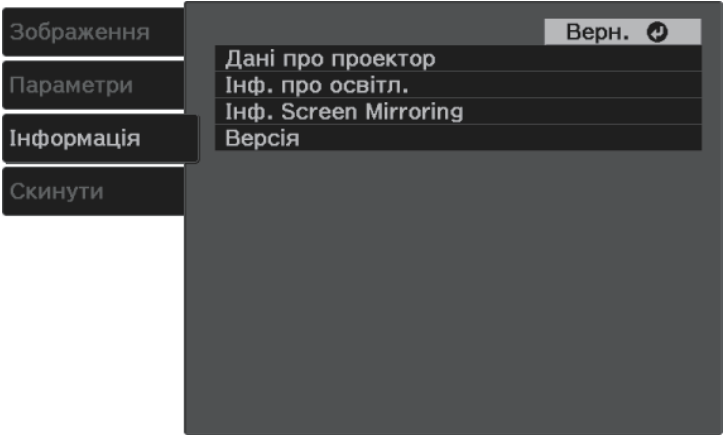 Зображення
Параметри
Інформація
Скинути
Верн.
Дані про проектор
Інф. про освітл.
Інф. Screen Mirroring
Версія